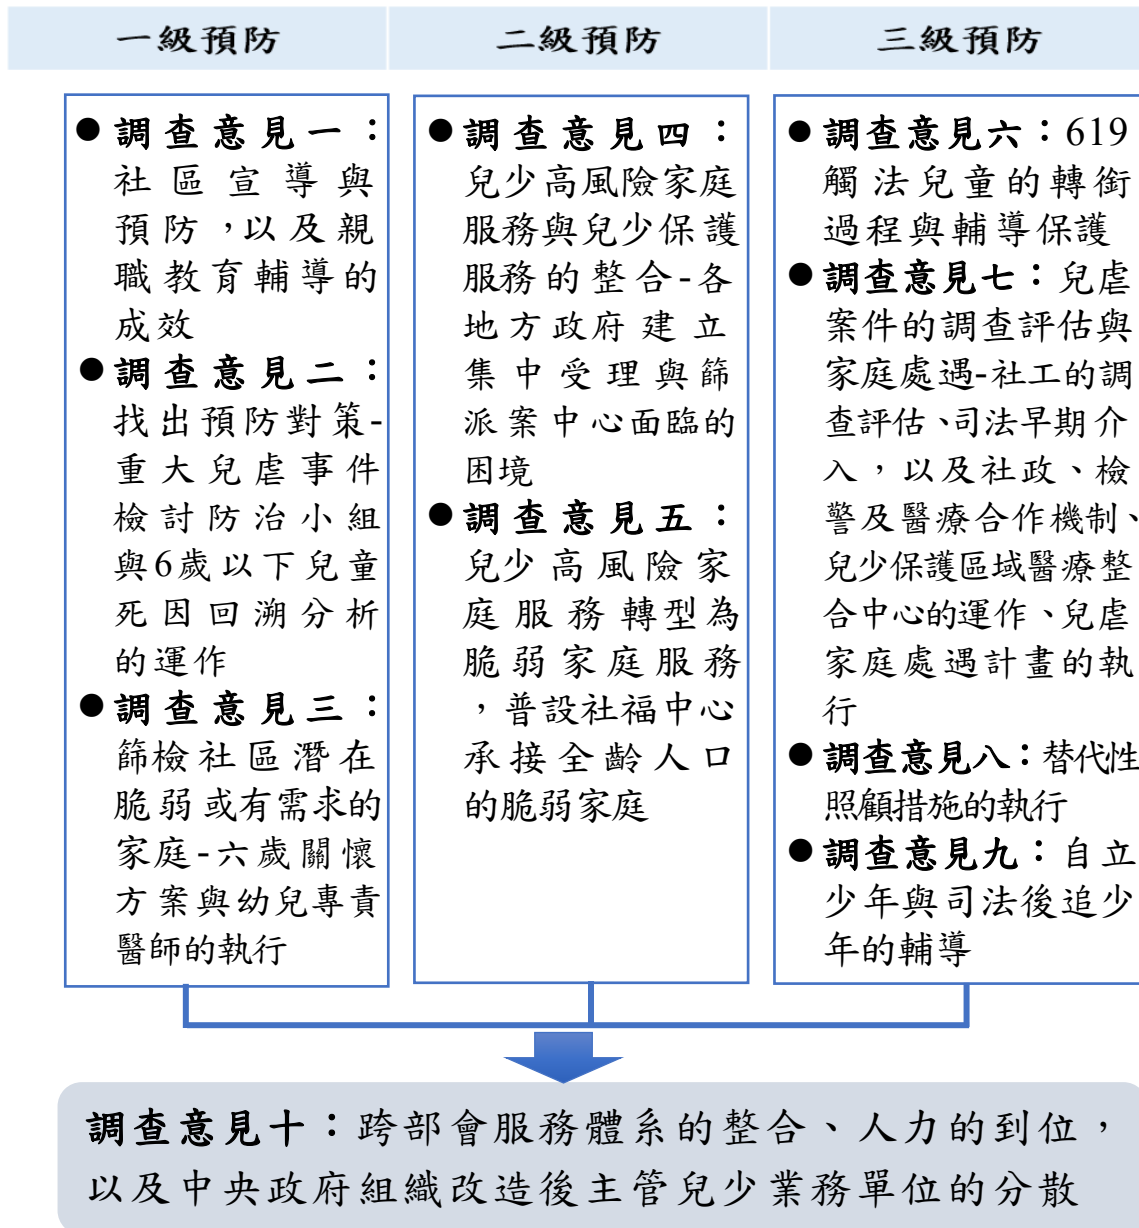 一級預防
二級預防
三級預防
●調查意見一：
社區宣導與
預防，以及親
職教育輔導的
成效
●調查意見二：
找出預防對策-
重大兒虐事件
檢討防治小組
與6歲以下兒童
死因回溯分析
的運作
●調查意見三：
篩檢社區潛在
脆弱或有需求的
家庭-六歲關懷
方案與幼兒專責
醫師的執行
●調查意見四：
兒少高風險家庭
服務與兒少保護
服務的整合-各
地方政府建立
集中受理與篩
派案中心面臨的
困境
●調查意見五：
兒少高風險家
庭服務轉型為
脆弱家庭服務
，普設社福中心
承接全齡人口
的脆弱家庭
●調查意見六：619
觸法兒童的轉銜
過程與輔導保護
●調查意見七：兒虐
案件的調查評估與
家庭處遇-社工的調
查評估、司法早期介
入，以及社政、檢
警及醫療合作機制、
兒少保護區域醫療整
合中心的運作、兒虐
家庭處遇計畫的執
行
●調查意見八：替代性
照顧措施的執行
●調查意見九：自立
少年與司法後追少
年的輔導
調查意見十：跨部會服務體系的整合、人力的到位，
以及中央政府組織改造後主管兒少業務單位的分散